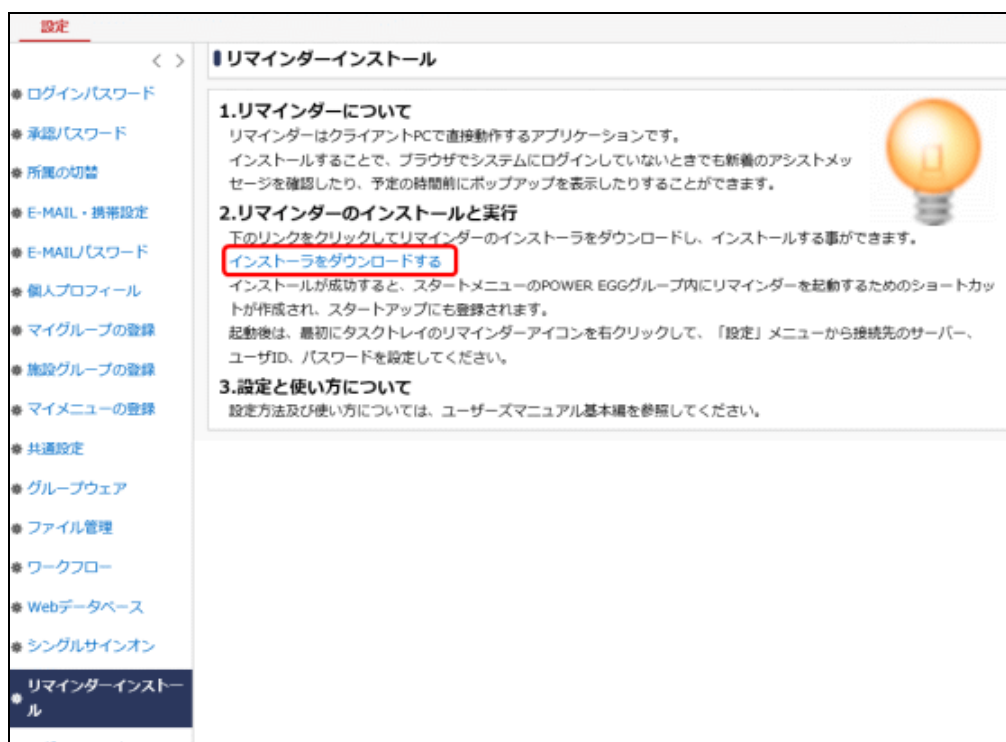 設定
< >
ログインパスワード
承認パスワード
所属の切替
E-MAIL・携帯設定
E-MAILパスワード
個人プロフィール
マイグループの登録
施設グループの登録
マイメニューの登録
共通設定
グループウェア
ファイル管理
ワークフロー
Webデータベース
シングルサインオン
リマインダーインストー
ル
リマインダーインストール
1.リマインダーについて
リマインダーはクライアントPCで直接動作するアプリケーションです。
インストールすることで、ブラウザでシステムにログインしていないときでも新着のアシストメッ
セージを確認したり、予定の時間前にポップアップを表示したりすることができます。
2.リマインダーのインストールと実行
下のリンクをクリックしてリマインダーのインストーラをダウンロードし、インストールする事ができます。
インストーラをダウンロードする
インストールが成功すると、スタートメニューのPOWER EGGグループ内にリマインダーを起動するためのショートカッ
トが作成され、スタートアップにも登録されます。
起動後は、最初にタスクトレイのリマインダーアイコンを右クリックして、「設定」メニューから接続先のサーバー、
ユーザID、パスワードを設定してください。
3.設定と使い方について
設定方法及び使い方については、ユーザーズマニュアル基本編を参照してください。